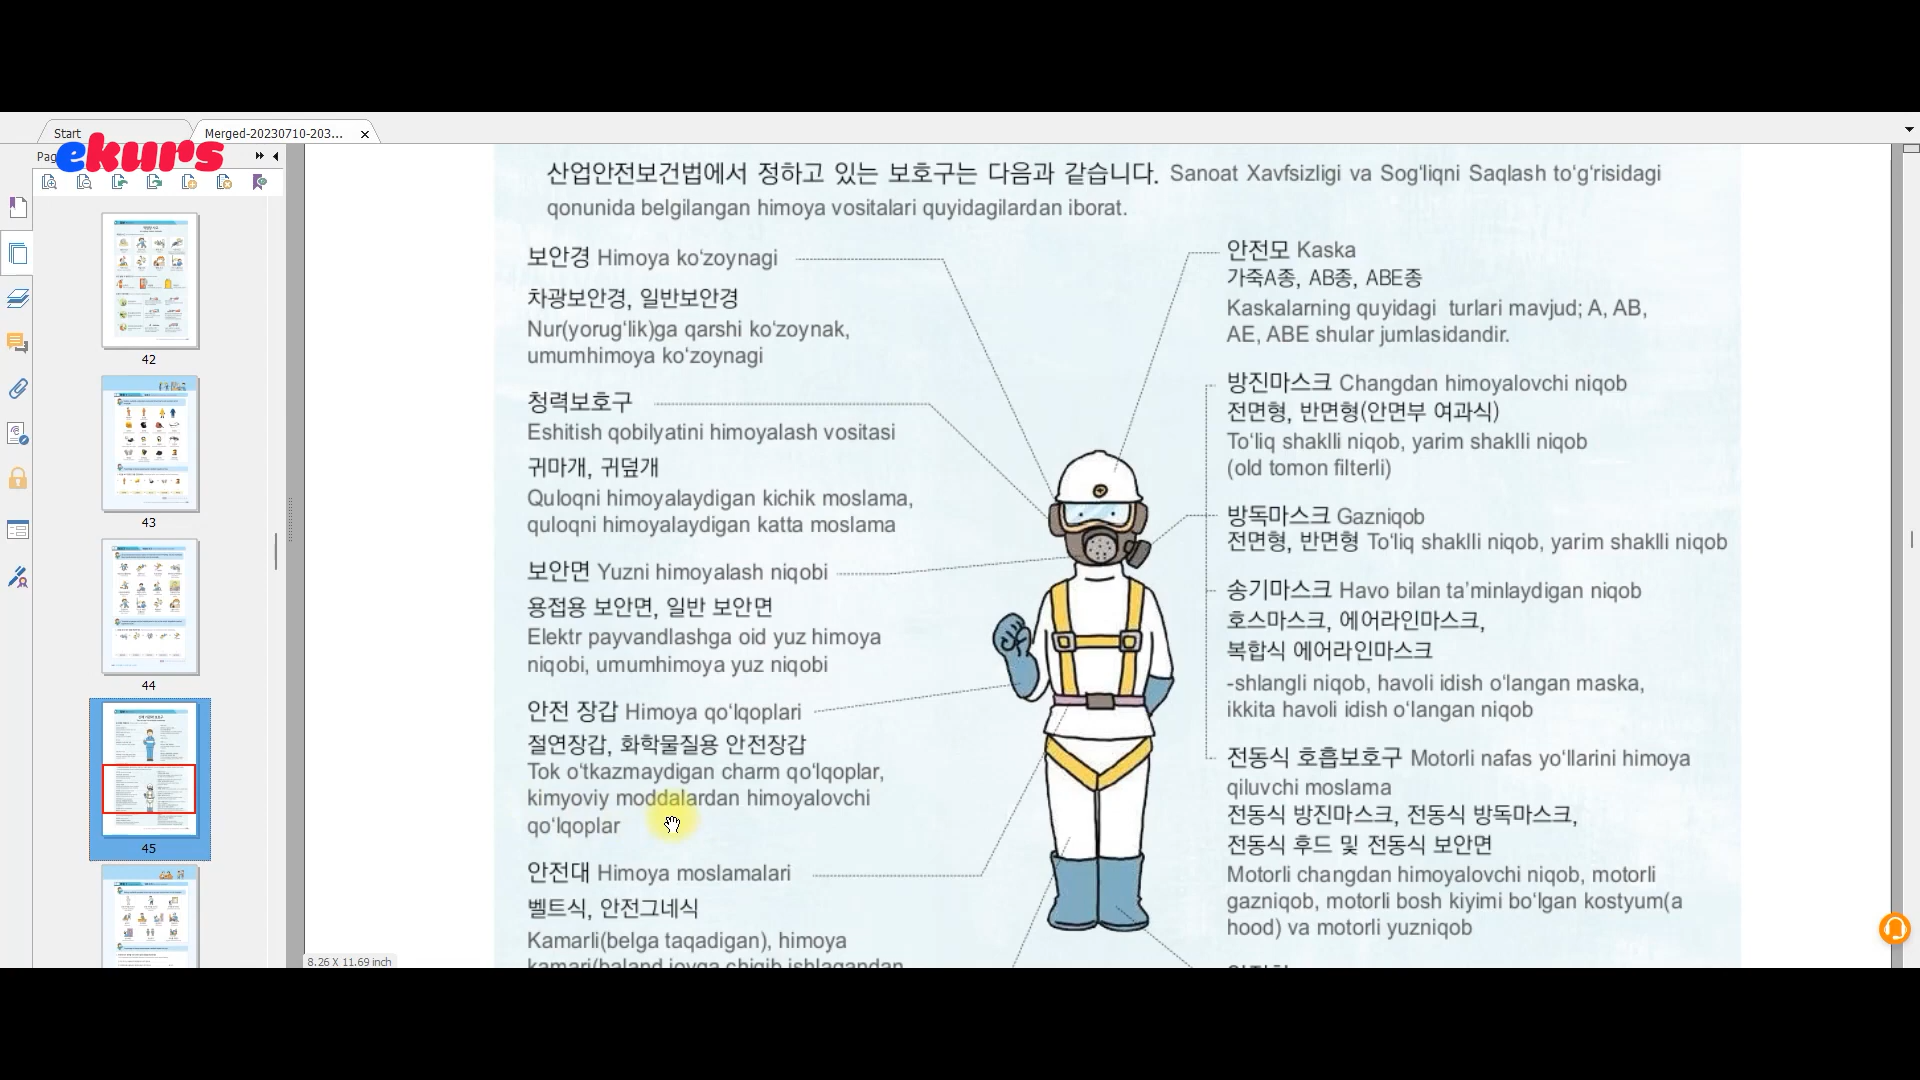 Start
Merged-20230710-203...
ekurs
42
43
44
45
8.26 X 11.69 inch
산업안전보건법에서 정하고 있는 보호구는 다음과 같습니다. Sanoat Xavfsizligi va Sog‘liqni Saqlash to‘g‘risidagi
qonunida belgilangan himoya vositalari quyidagilardan iborat.
보안경 Himoya ko‘zoynagi
차광보안경, 일반보안경
Nur(yorug‘lik)ga qarshi ko‘zoynak,
umumhimoya ko‘zoynagi
청력보호구
Eshitish qobilyatini himoyalash vositasi
귀마개, 귀덮개
Quloqni himoyalaydigan kichik moslama,
quloqni himoyalaydigan katta moslama
보안면 Yuzni himoyalash niqobi
용접용 보안면, 일반 보안면
Elektr payvandlashga oid yuz himoya
niqobi, umumhimoya yuz niqobi
안전 장갑 Himoya qo‘lqoplari
절연장갑, 화학물질용 안전장갑
Tok o‘tkazmaydigan charm qo‘lqoplar,
kimyoviy moddalardan himoyalovchi
qo‘lqoplar
안전대 Himoya moslamalari
벨트식, 안전그네식
Kamarli(belga taqadigan), himoya
kamari(baland joyga chiqib ishlagandan
안전모 Kaska
가죽A종, AB종, ABE종
Kaskalarning quyidagi turlari mavjud; A, AB,
AE, ABE shular jumlasidandir.
방진마스크 Changdan himoyalovchi niqob
전면형, 반면형(안면부 여과식)
To‘liq shaklli niqob, yarim shaklli niqob
(old tomon filterli)
방독마스크 Gazniqob
전면형, 반면형 To‘liq shaklli niqob, yarim shaklli niqob
송기마스크 Havo bilan ta’minlaydigan niqob
호스마스크, 에어라인마스크,
복합식 에어라인마스크
-shlangli niqob, havoli idish o‘langan maska,
ikkita havoli idish o‘langan niqob
전동식 호흡보호구 Motorli nafas yo‘llarini himoya
qiluvchi moslama
전동식 방진마스크, 전동식 방독마스크,
전동식 후드 및 전동식 보안면
Motorli changdan himoyalovchi niqob, motorli
gazniqob, motorli bosh kiyimi bo‘lgan kostyum(a
hood) va motorli yuzniqob